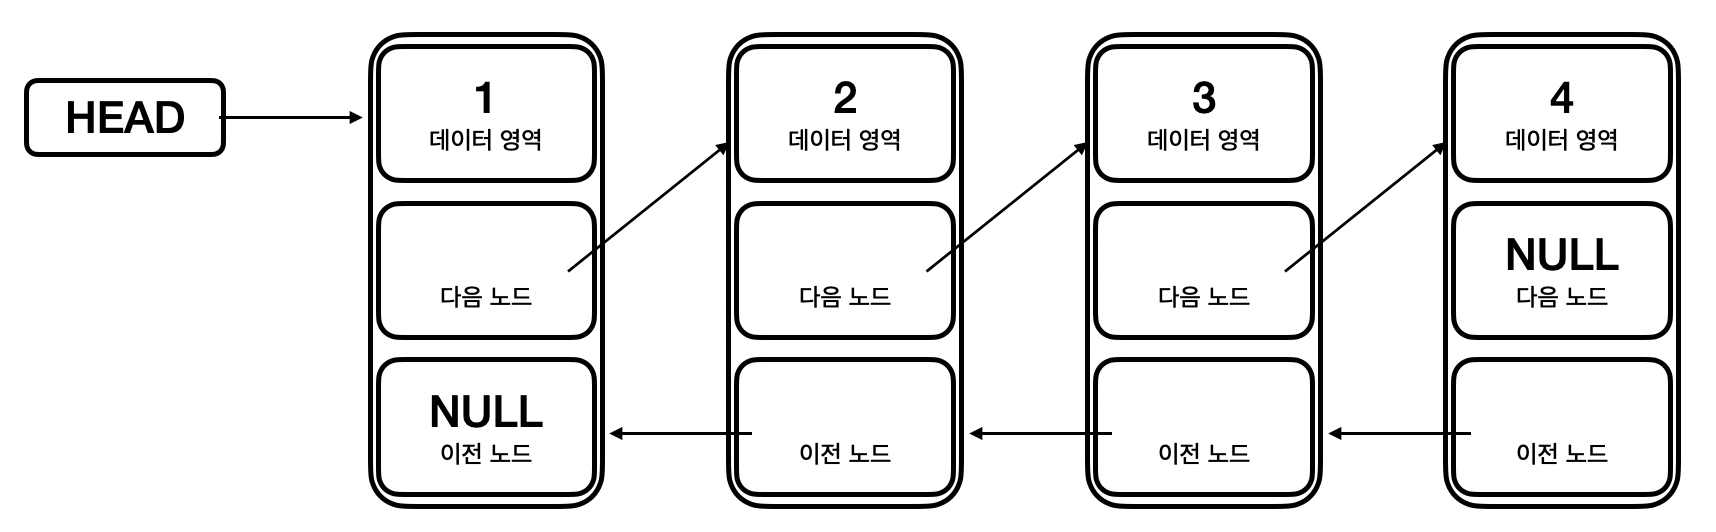 HEAD
1
데이터 영역
다음 노드
NULL
이전 노드
2
데이터 영역
다음 노드
이전 노드
3
데이터 영역
다음 노드
이전 노드
4
데이터 영역
NULL
다음 노드
이전 노드